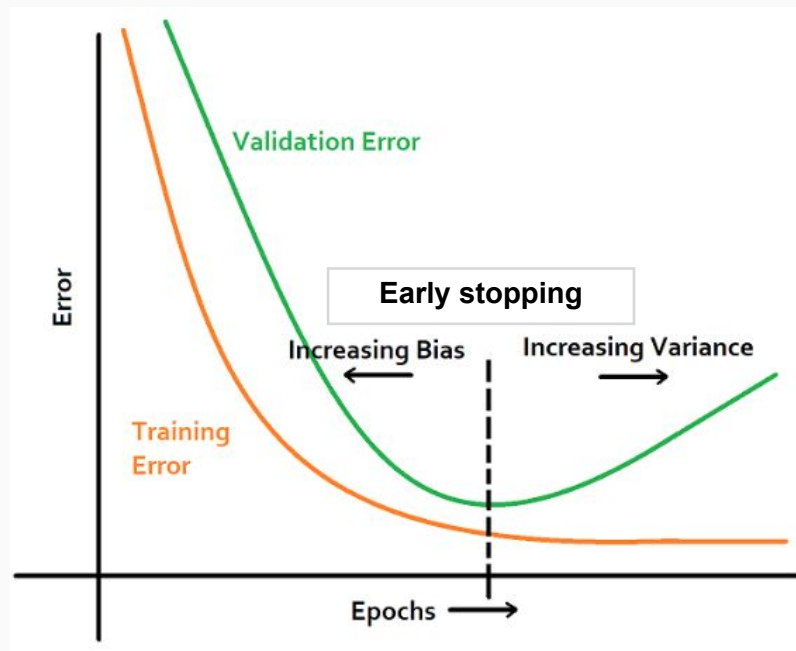 Validation Error
Early stopping
Increasing Bias
Increasing Variance
Error
Training
Error
Epochs